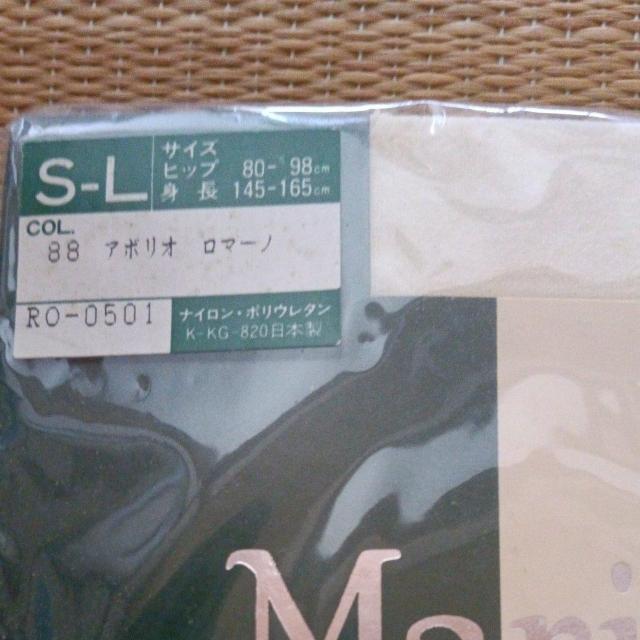 S-L
サイズ
ヒップ 80-98cm
身長 145-165cm
COL.
88 アボリオ ロマーノ
RO-0501
ナイロン・ポリウレタン
K-KG-820日本製